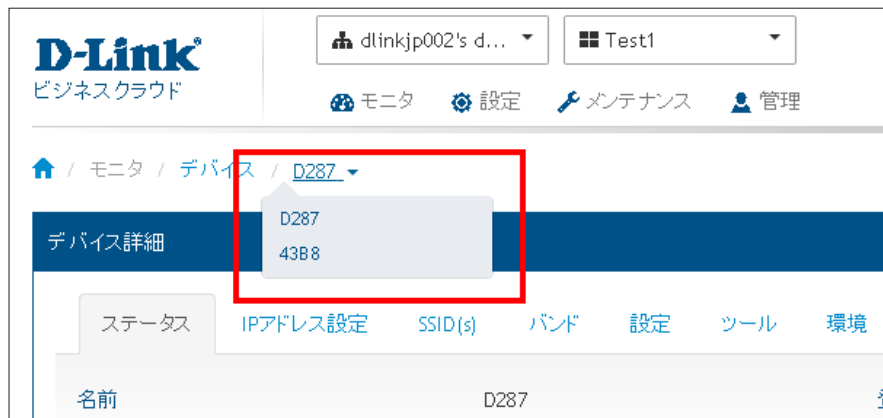 D-Link
ビジネスクラウド
dlinkjp002's d...
Test1
モニタ 設定 メンテナンス 管理
/ モニタ / デバイス / D287
D287
43B8
デバイス詳細
ステータス IPアドレス設定 SSID(s) バンド 設定 ツール 環境
名前 D287